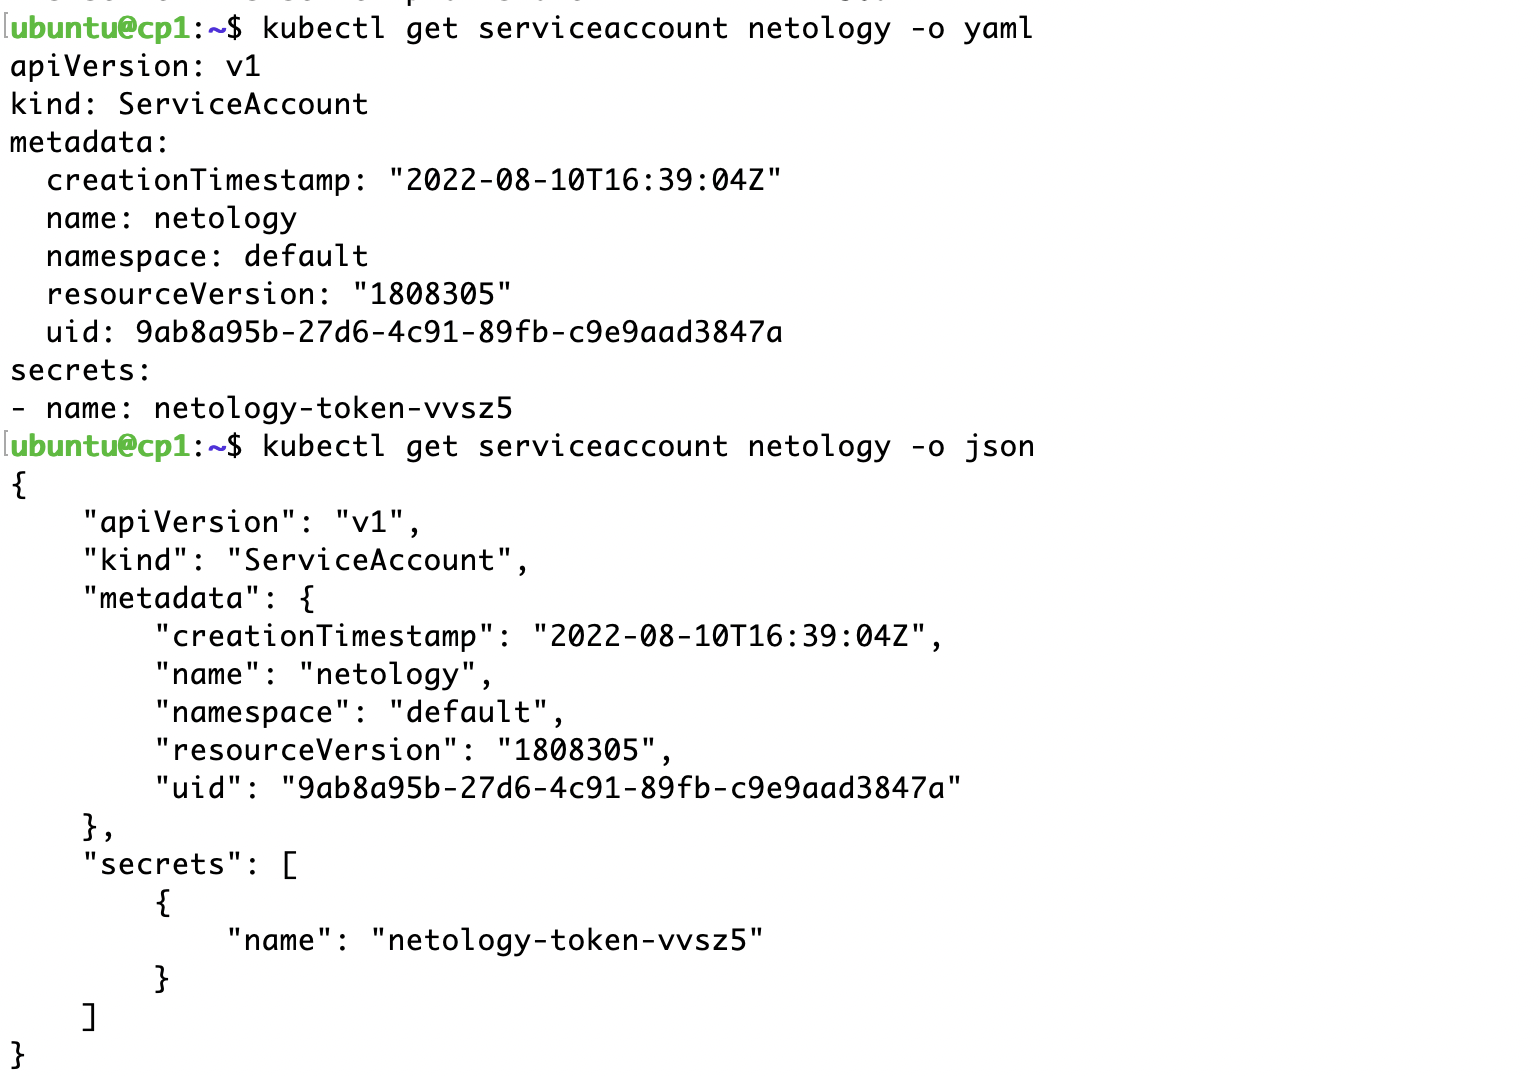 [ubuntu@cp1:~$ kubectl get serviceaccount netology -o yaml
apiVersion: v1
kind: ServiceAccount
metadata:
  creationTimestamp: "2022-08-10T16:39:04Z"
  name: netology
  namespace: default
  resourceVersion: "1808305"
  uid: 9ab8a95b-27d6-4c91-89fb-c9e9aad3847a
secrets:
- name: netology-token-vvsz5
[ubuntu@cp1:~$ kubectl get serviceaccount netology -o json
{
    "apiVersion": "v1",
    "kind": "ServiceAccount",
    "metadata": {
        "creationTimestamp": "2022-08-10T16:39:04Z",
        "name": "netology",
        "namespace": "default",
        "resourceVersion": "1808305",
        "uid": "9ab8a95b-27d6-4c91-89fb-c9e9aad3847a"
    },
    "secrets": [
        {
            "name": "netology-token-vvsz5"
        }
    ]
}